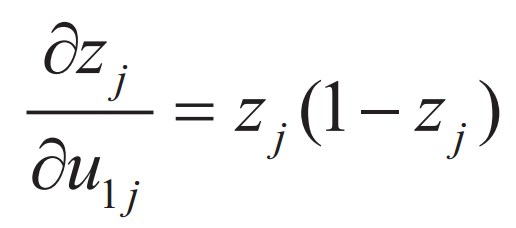 ∂z_j/∂u_{1j} = z_j(1−z_j)